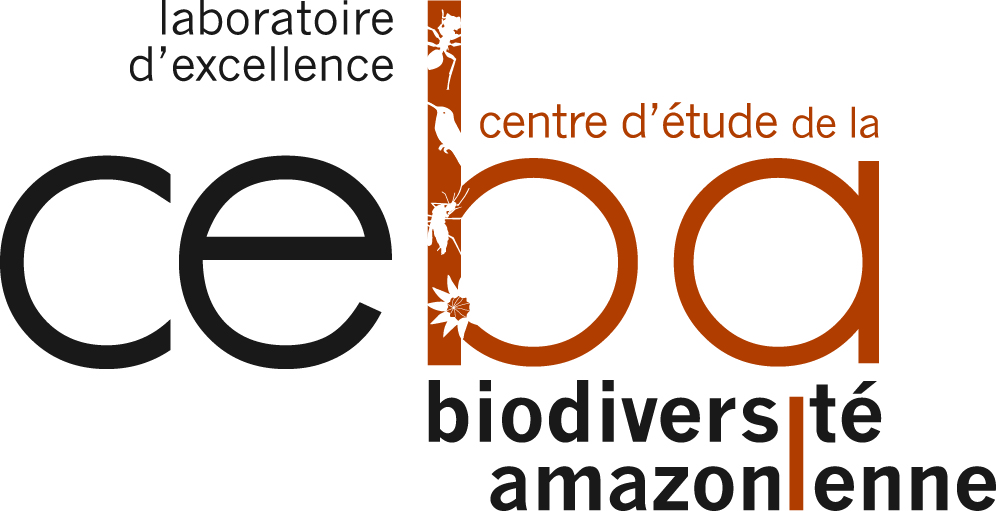 laboratoire
d'excellence
centre d'étude de la
ceba
biodiversité
amazonienne